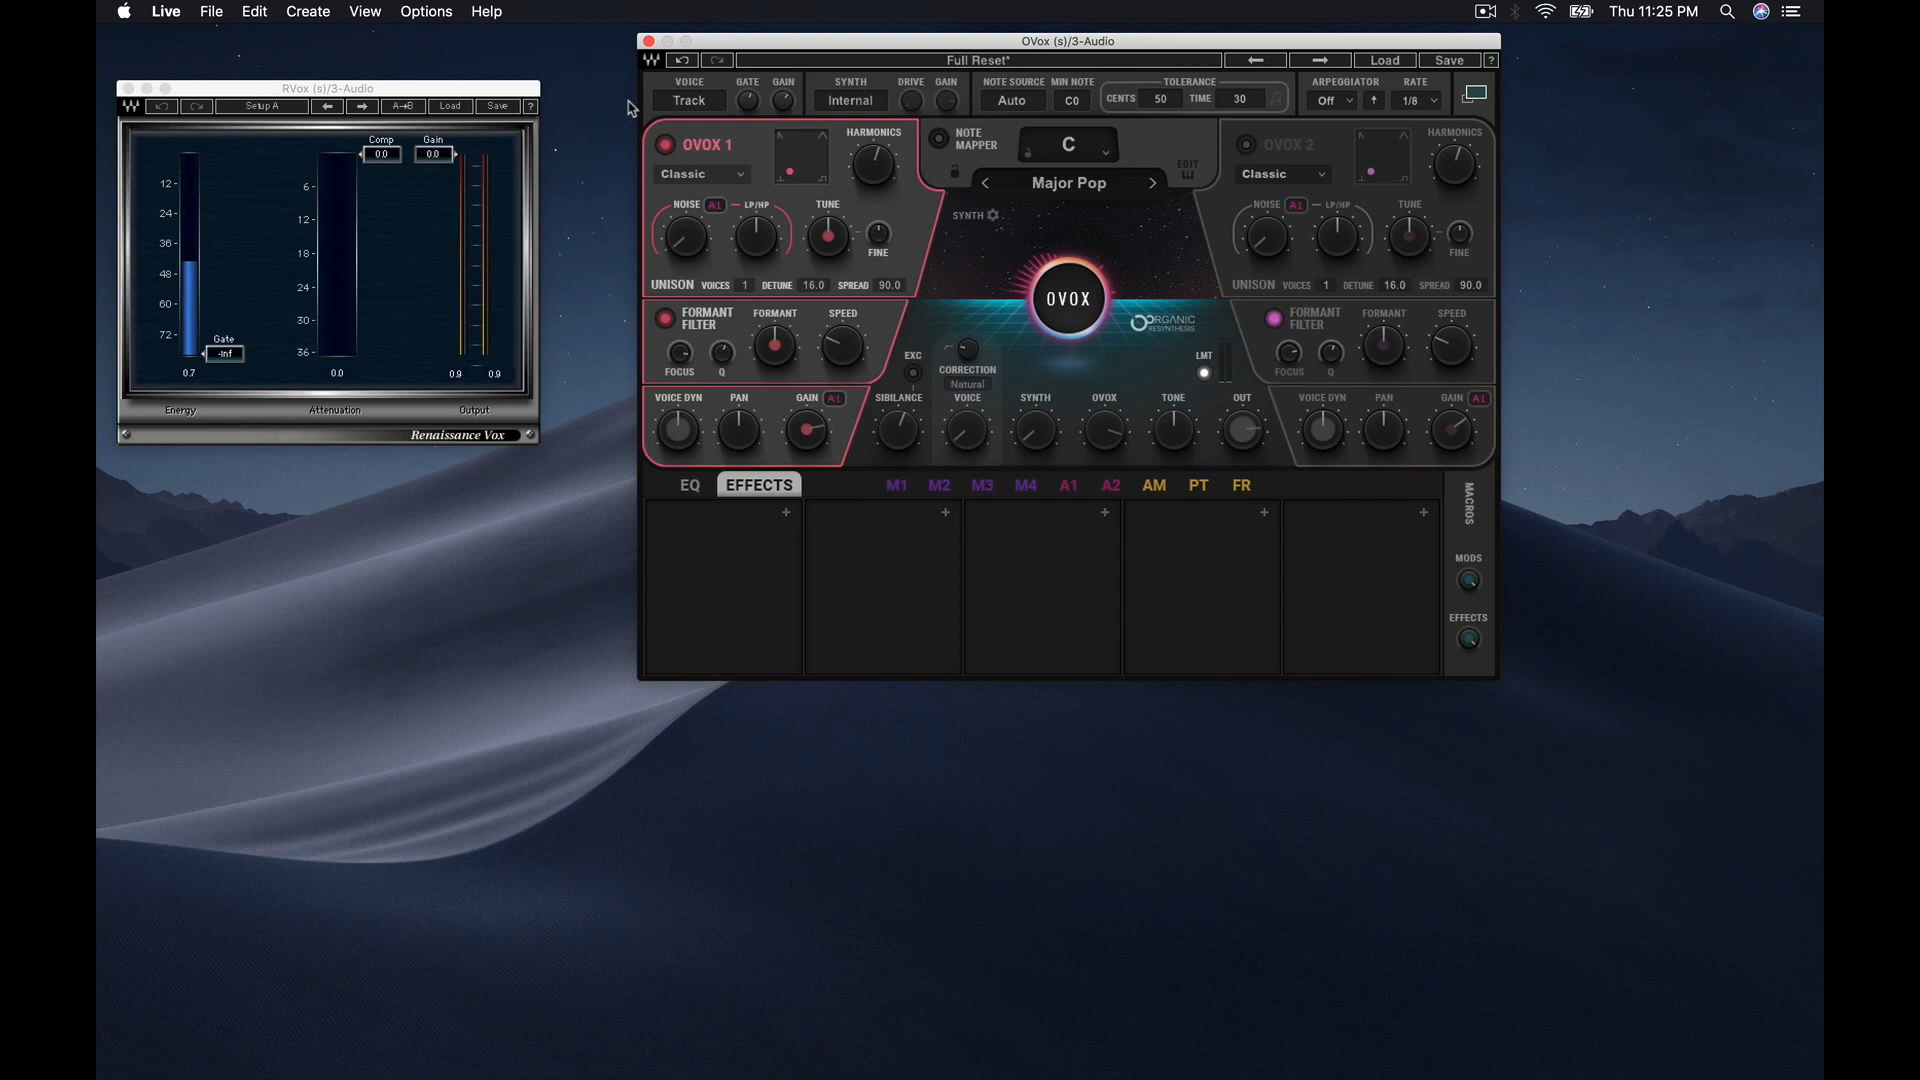 Live File Edit Create View Options Help Thu 11:25 PM
OVox (s)/3-Audio
Full Reset* Load Save ?
VOICE GATE GAIN SYNTH DRIVE GAIN NOTE SOURCE MIN NOTE TOLERANCE ARPEGGIATOR RATE
Track Internal Auto C0 CENTS 50 TIME 30 Off 1/8
RVox (s)/3-Audio
Setup A A→B Load Save ?
Comp Gain
0.0 0.0
12
24
36
48
60
72
6
12
18
24
30
36
Gate
-Inf
0.7 0.0 0.9 0.9
Energy Attenuation Output
Renaissance Vox
OVOX 1 HARMONICS
Classic
NOISE A1 LP/HP TUNE
FINE
UNISON VOICES 1 DETUNE 16.0 SPREAD 90.0
FORMANT
FILTER
FORMANT SPEED
FOCUS Q
VOICE DYN PAN GAIN A1
NOTE
MAPPER
C
EDIT
Major Pop
SYNTH
OVOX
ORGANIC
RESYNTHESIS
EXC LMT
CORRECTION
Natural
SIBILANCE VOICE SYNTH OVOX TONE OUT
OVOX 2 HARMONICS
Classic
NOISE A1 LP/HP TUNE
FINE
UNISON VOICES 1 DETUNE 16.0 SPREAD 90.0
FORMANT
FILTER
FORMANT SPEED
FOCUS Q
VOICE DYN PAN GAIN A1
EQ EFFECTS M1 M2 M3 M4 A1 A2 AM PT FR
MACROS
MODS
EFFECTS